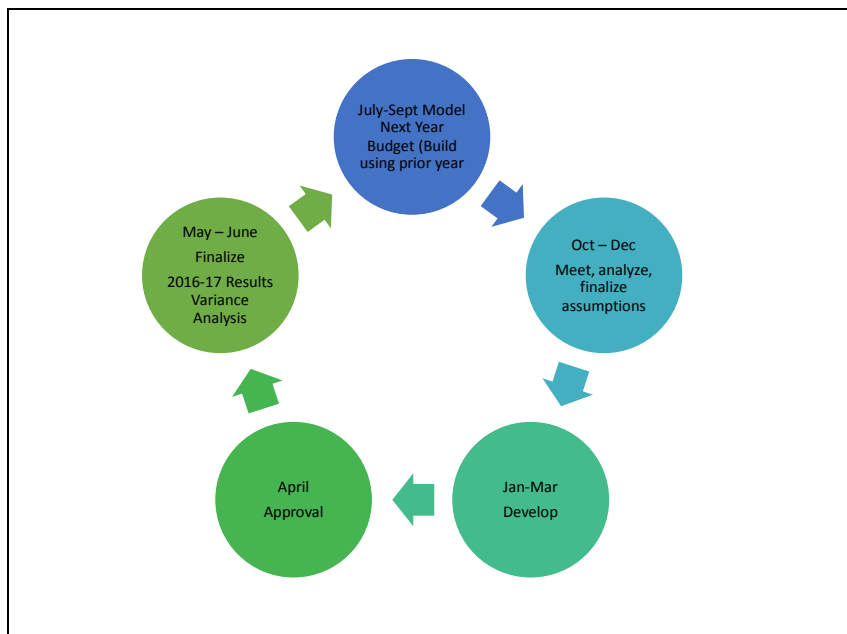 July-Sept Model
Next Year
Budget (Build
using prior year
Oct – Dec
Meet, analyze,
finalize
assumptions
Jan-Mar
Develop
April
Approval
May – June
Finalize
2016-17 Results
Variance
Analysis